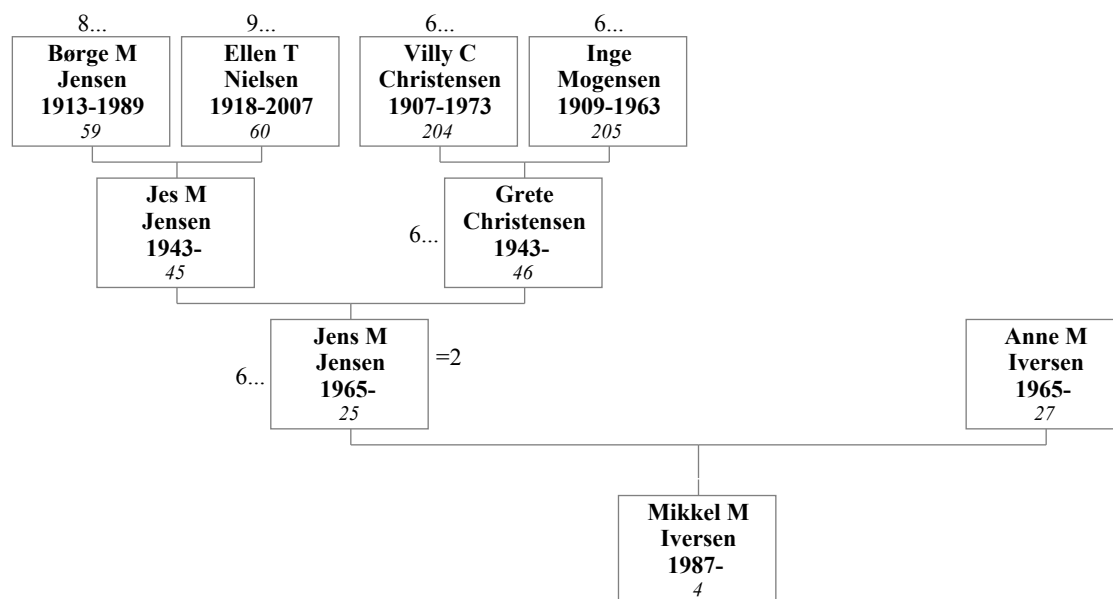 8...
9...
6...
6...
Børge M
Jensen
1913-1989
59
Ellen T
Nielsen
1918-2007
60
Villy C
Christensen
1907-1973
204
Inge
Mogensen
1909-1963
205
Jes M
Jensen
1943-
45
6...
Grete
Christensen
1943-
46
6...
Jens M
Jensen
1965-
25
=2
Anne M
Iversen
1965-
27
Mikkel M
Iversen
1987-
4